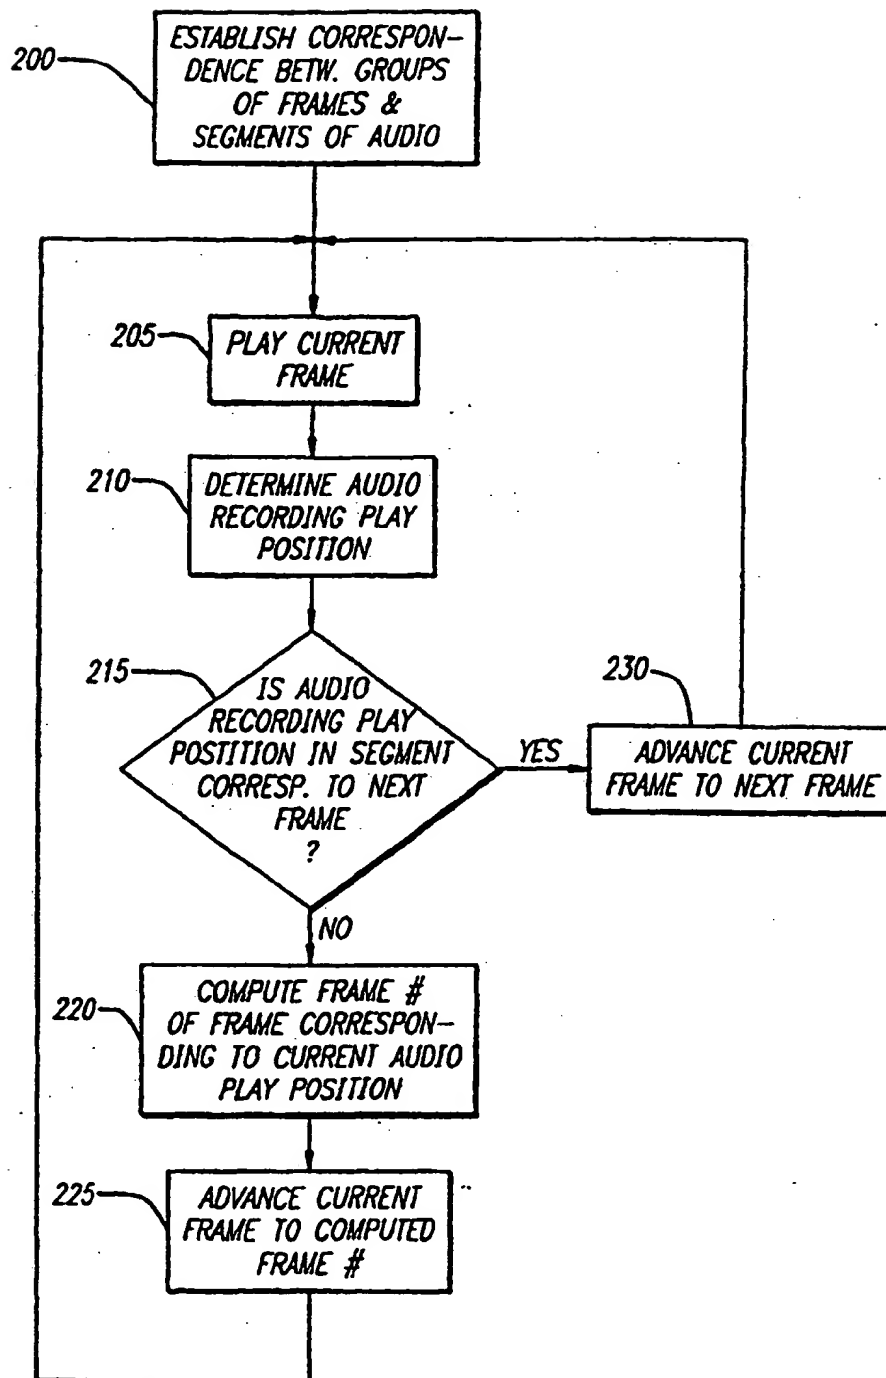 200
ESTABLISH CORRESPON-
DENCE BETW. GROUPS
OF FRAMES &
SEGMENTS OF AUDIO
205
PLAY CURRENT
FRAME
210
DETERMINE AUDIO
RECORDING PLAY
POSITION
215
IS AUDIO
RECORDING PLAY
POSTITION IN SEGMENT
CORRESP. TO NEXT
FRAME
?
YES
230
ADVANCE CURRENT
FRAME TO NEXT FRAME
NO
220
COMPUTE FRAME #
OF FRAME CORRESPON-
DING TO CURRENT AUDIO
PLAY POSITION
225
ADVANCE CURRENT
FRAME TO COMPUTED
FRAME #